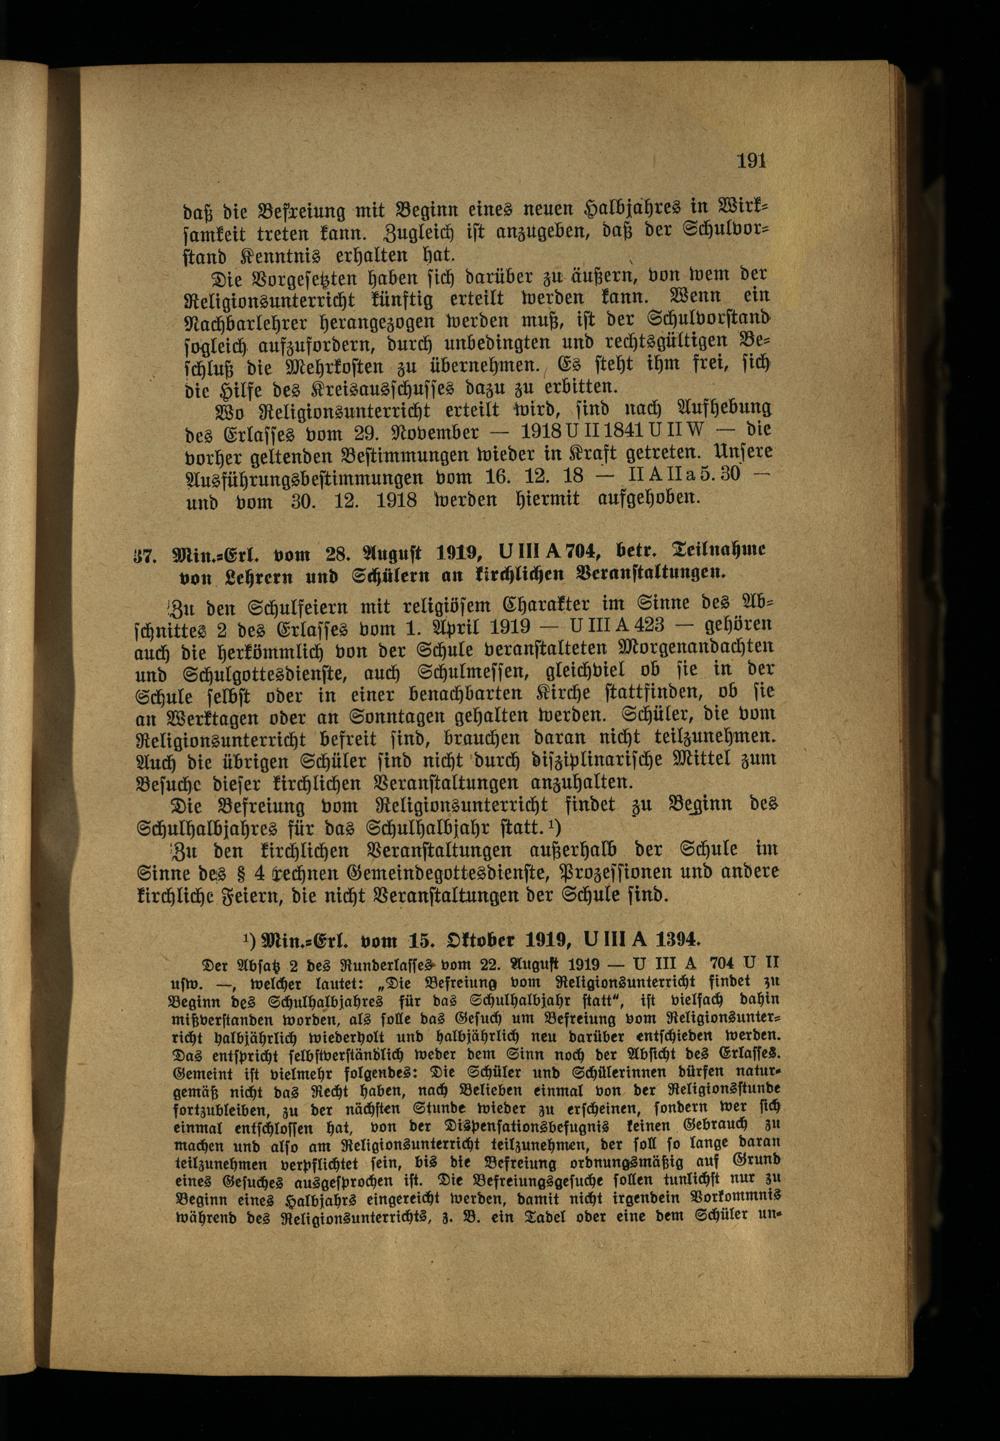 191
daß die Befreiung mit Beginn eines neuen Halbjahres in Wirk-
samkeit treten kann. Zugleich ist anzugeben, daß der Schulvor-
stand Kenntnis erhalten hat.
Die Vorgesetzten haben sich darüber zu äußern, von wem der
Religionsunterricht künftig erteilt werden kann. Wenn ein
Nachbarlehrer herangezogen werden muß, ist der Schulvorstand
sogleich aufzufordern, durch unbedingten und rechtsgültigen Be-
schluß die Mehrkosten zu übernehmen. Es steht ihm frei, sich
die Hilfe des Kreisausschusses dazu zu erbitten.
Wo Religionsunterricht erteilt wird, sind nach Aufhebung
des Erlasses vom 29. November — 1918 U II 1841 U II W — die
vorher geltenden Bestimmungen wieder in Kraft getreten. Unsere
Ausführungsbestimmungen vom 16. 12. 18 — II A II a 5. 30 —
und vom 30. 12. 1918 werden hiermit aufgehoben.
37. Min.-Erl. vom 28. August 1919, U III A 704, betr. Teilnahme
von Lehrern und Schülern an kirchlichen Veranstaltungen.
Zu den Schulfeiern mit religiösem Charakter im Sinne des Ab-
schnittes 2 des Erlasses vom 1. April 1919 — U III A 423 — gehören
auch die herkömmlich von der Schule veranstalteten Morgenandachten
und Schulgottesdienste, auch Schulmessen, gleichviel ob sie in der
Schule selbst oder in einer benachbarten Kirche stattfinden, ob sie
an Werktagen oder an Sonntagen gehalten werden. Schüler, die vom
Religionsunterricht befreit sind, brauchen daran nicht teilzunehmen.
Auch die übrigen Schüler sind nicht durch disziplinarische Mittel zum
Besuche dieser kirchlichen Veranstaltungen anzuhalten.
Die Befreiung vom Religionsunterricht findet zu Beginn des
Schulhalbjahres für das Schulhalbjahr statt.¹)
Zu den kirchlichen Veranstaltungen außerhalb der Schule im
Sinne des § 4 rechnen Gemeindegottesdienste, Prozessionen und andere
kirchliche Feiern, die nicht Veranstaltungen der Schule sind.
¹) Min.-Erl. vom 15. Oktober 1919, U III A 1394.
Der Absatz 2 des Runderlasses vom 22. August 1919 — U III A 704 U II
usw. —, welcher lautet: „Die Befreiung vom Religionsunterricht findet zu
Beginn des Schulhalbjahres für das Schulhalbjahr statt“, ist vielfach dahin
mißverstanden worden, als solle das Gesuch um Befreiung vom Religionsunter-
richt halbjährlich wiederholt und halbjährlich neu darüber entschieden werden.
Das entspricht selbstverständlich weder dem Sinn noch der Absicht des Erlasses.
Gemeint ist vielmehr folgendes: Die Schüler und Schülerinnen dürfen natur-
gemäß nicht das Recht haben, nach Belieben einmal von der Religionsstunde
fortzubleiben, zu der nächsten Stunde wieder zu erscheinen, sondern wer sich
einmal entschlossen hat, von der Dispensationsbefugnis keinen Gebrauch zu
machen und also am Religionsunterricht teilzunehmen, der soll so lange daran
teilzunehmen verpflichtet sein, bis die Befreiung ordnungsmäßig auf Grund
eines Gesuches ausgesprochen ist. Die Befreiungsgesuche sollen tunlichst nur zu
Beginn eines Halbjahrs eingereicht werden, damit nicht irgendein Vorkommnis
während des Religionsunterrichts, z. B. ein Tadel oder eine dem Schüler un-